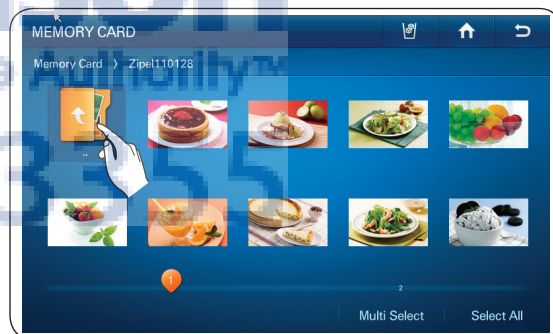 MEMORY CARD
Memory Card > Zipel110128
..
1
2
Multi Select
Select All